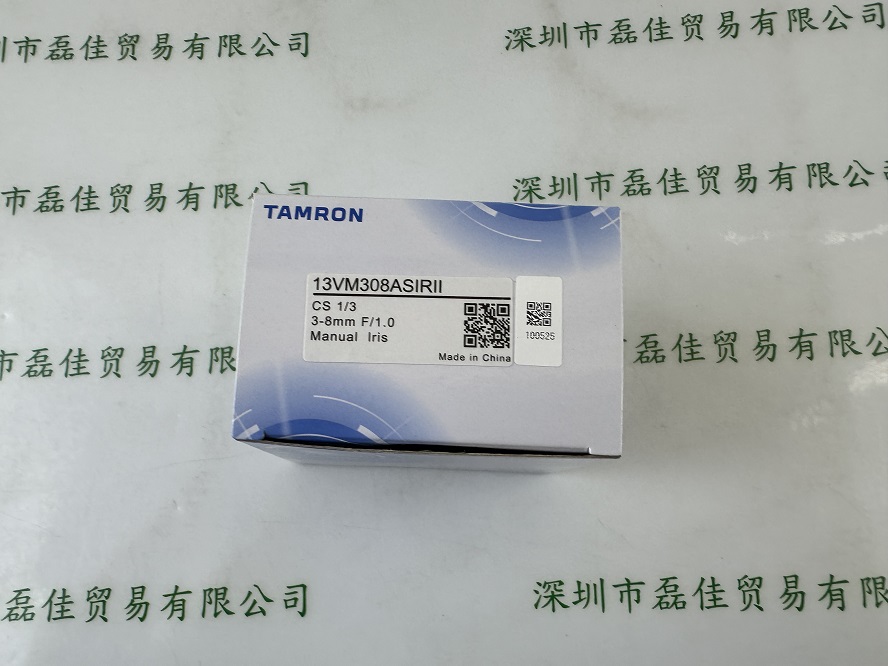 圳市磊佳贸易有限公司
深圳市磊佳贸易有限公司
市磊佳贸易有限公司
深圳市磊佳贸易有限公
TAMRON
13VM308ASIRII
CS 1/3
3-8mm F/1.0
Manual Iris
Made in China
100525
市磊佳贸易有
磊佳贸易有限公
磊佳贸易有限公司
深圳市磊佳贸易有限